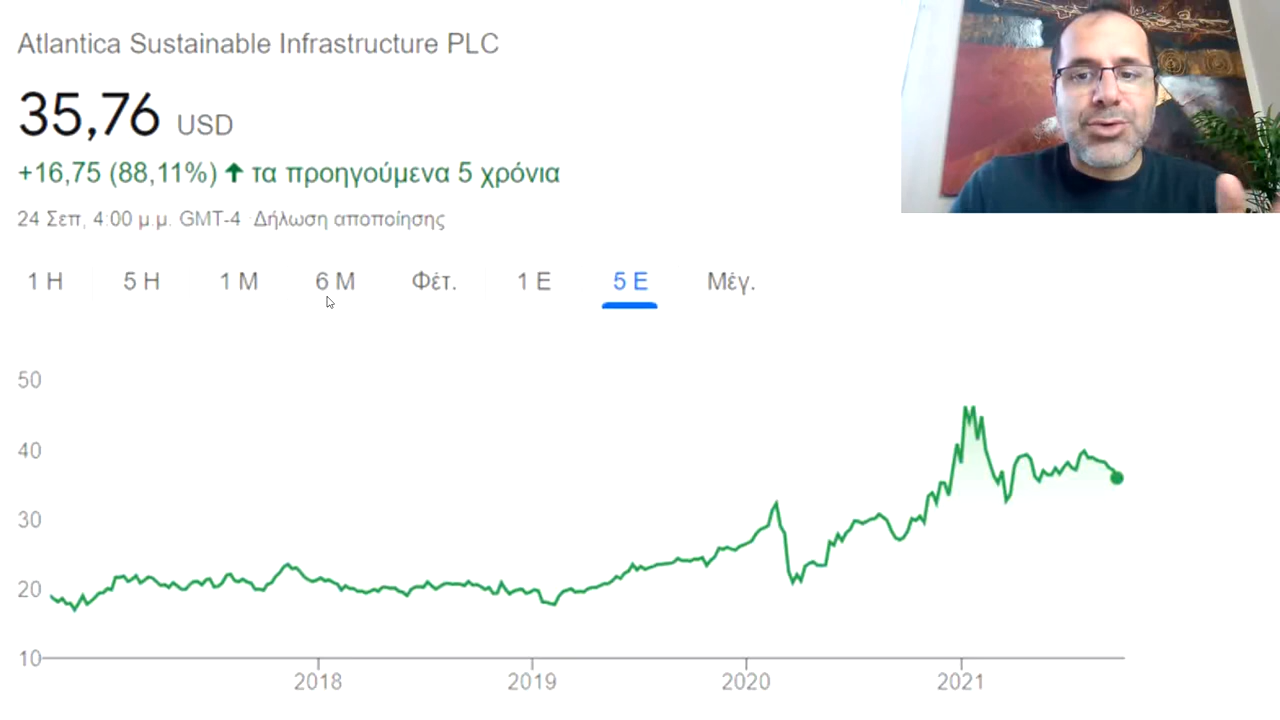 Atlantica Sustainable Infrastructure PLC
35,76 USD
+16,75 (88,11%) ↑ τα προηγούμενα 5 χρόνια
24 Σεπ, 4:00 μ.μ. GMT-4 · Δήλωση αποποίησης
1 Η 5 Η 1 Μ 6 Μ Φέτ. 1 Ε 5 Ε Μέγ.
50
40
30
20
10
2018 2019 2020 2021